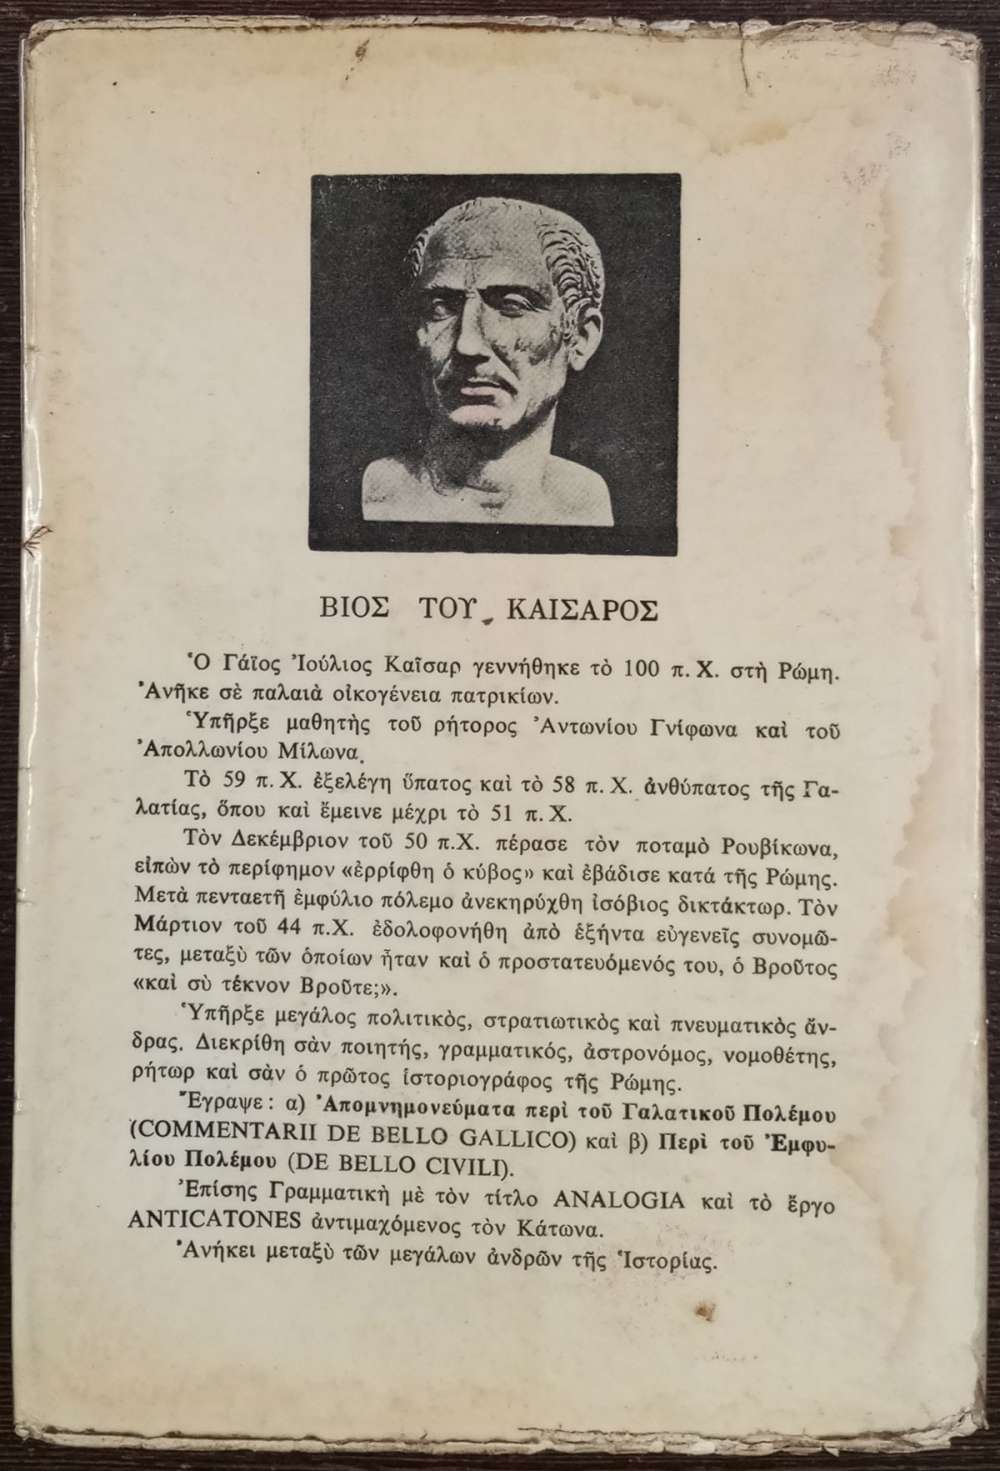 ΒΙΟΣ ΤΟΥ ΚΑΙΣΑΡΟΣ
Ὁ Γάϊος Ἰούλιος Καῖσαρ γεννήθηκε τὸ 100 π. Χ. στὴ Ρώμη.
Ἀνῆκε σὲ παλαιὰ οἰκογένεια πατρικίων.
Ὑπῆρξε μαθητὴς τοῦ ρήτορος Ἀντωνίου Γνίφωνα καὶ τοῦ
Ἀπολλωνίου Μίλωνα.
Τὸ 59 π. Χ. ἐξελέγη ὕπατος καὶ τὸ 58 π. Χ. ἀνθύπατος τῆς Γα-
λατίας, ὅπου καὶ ἔμεινε μέχρι τὸ 51 π. Χ.
Τὸν Δεκέμβριον τοῦ 50 π.Χ. πέρασε τὸν ποταμὸ Ρουβίκωνα,
εἰπὼν τὸ περίφημον «ἐρρίφθη ὁ κύβος» καὶ ἐβάδισε κατά τῆς Ρώμης.
Μετὰ πενταετῆ ἐμφύλιο πόλεμο ἀνεκηρύχθη ἰσόβιος δικτάκτωρ. Τὸν
Μάρτιον τοῦ 44 π.Χ. ἐδολοφονήθη ἀπὸ ἑξήντα εὐγενεῖς συνομῶ-
τες, μεταξὺ τῶν ὁποίων ἦταν καὶ ὁ προστατευόμενός του, ὁ Βροῦτος
«καὶ σὺ τέκνον Βροῦτε;».
Ὑπῆρξε μεγάλος πολιτικὸς, στρατιωτικὸς καὶ πνευματικὸς ἄν-
δρας. Διεκρίθη σὰν ποιητής, γραμματικός, ἀστρονόμος, νομοθέτης,
ρήτωρ καὶ σὰν ὁ πρῶτος ἱστοριογράφος τῆς Ρώμης.
Ἔγραψε: α) Ἀπομνημονεύματα περὶ τοῦ Γαλατικοῦ Πολέμου
(COMMENTARII DE BELLO GALLICO) καὶ β) Περὶ τοῦ Ἐμφυ-
λίου Πολέμου (DE BELLO CIVILI).
Ἐπίσης Γραμματικὴ μὲ τὸν τίτλο ANALOGIA καὶ τὸ ἔργο
ANTICATONES ἀντιμαχόμενος τὸν Κάτωνα.
Ἀνήκει μεταξὺ τῶν μεγάλων ἀνδρῶν τῆς Ἱστορίας.